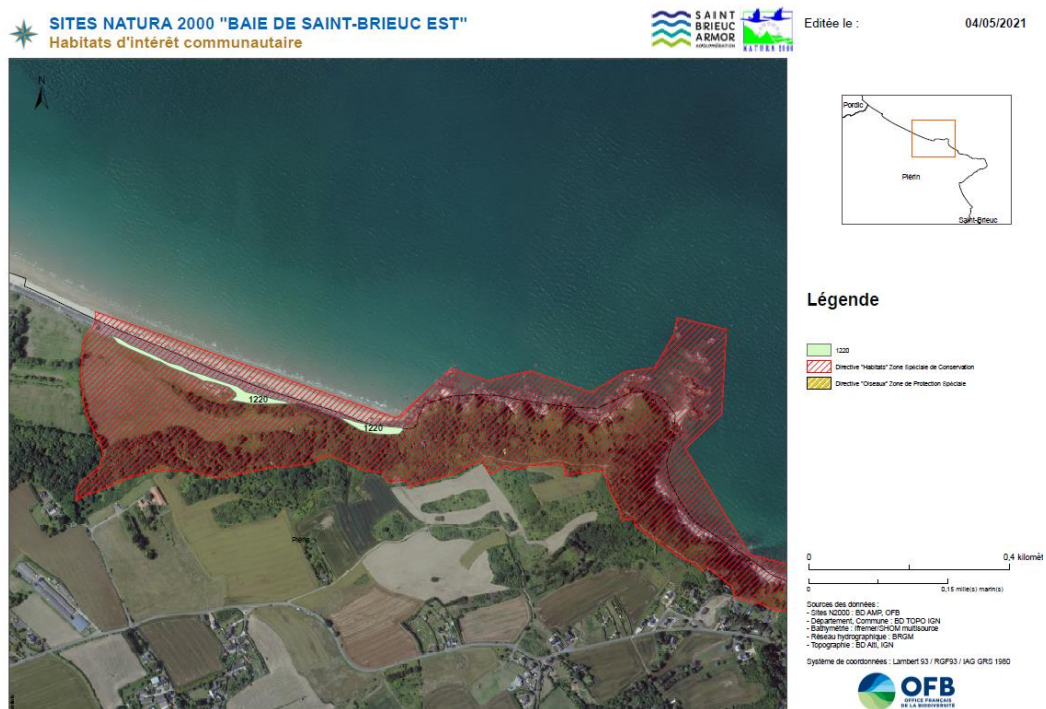 SITES NATURA 2000 "BAIE DE SAINT-BRIEUC EST"
Habitats d'intérêt communautaire
SAINT
BRIEUC
ARMOR
AGGLOMÉRATION
NATURA 2000
Editée le :
04/05/2021
N
Pordic
Plérin
Saint-Brieuc
1220
1220
Légende
1220
Directive "Habitats" Zone Spéciale de Conservation
Directive "Oiseaux" Zone de Protection Spéciale
0
0,4 kilomèt
0
0,15 mille(s) marin(s)
Sources des données :
- Sites N2000 : BD AMP, OFB
- Département, Commune : BD TOPO IGN
- Bathymétrie : Ifremer/SHOM multisource
- Réseau hydrographique : BRGM
- Topographie : BD Alti, IGN
Système de coordonnées : Lambert 93 / RGF93 / IAG GRS 1980
OFB
OFFICE FRANÇAIS
DE LA BIODIVERSITÉ